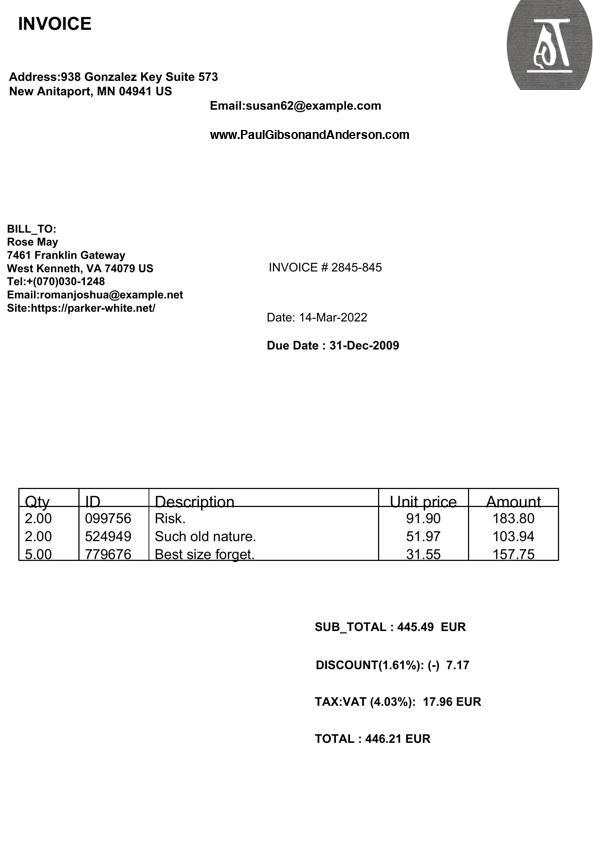 INVOICE
Address:938 Gonzalez Key Suite 573
New Anitaport, MN 04941 US
Email:susan62@example.com
www.PaulGibsonandAnderson.com
BILL_TO:
Rose May
7461 Franklin Gateway
West Kenneth, VA 74079 US
Tel:+(070)030-1248
Email:romanjoshua@example.net
Site:https://parker-white.net/
INVOICE # 2845-845
Date: 14-Mar-2022
Due Date : 31-Dec-2009
Qty ID Description Unit price Amount
2.00 099756 Risk. 91.90 183.80
2.00 524949 Such old nature. 51.97 103.94
5.00 779676 Best size forget. 31.55 157.75
SUB_TOTAL : 445.49 EUR
DISCOUNT(1.61%): (-) 7.17
TAX:VAT (4.03%): 17.96 EUR
TOTAL : 446.21 EUR